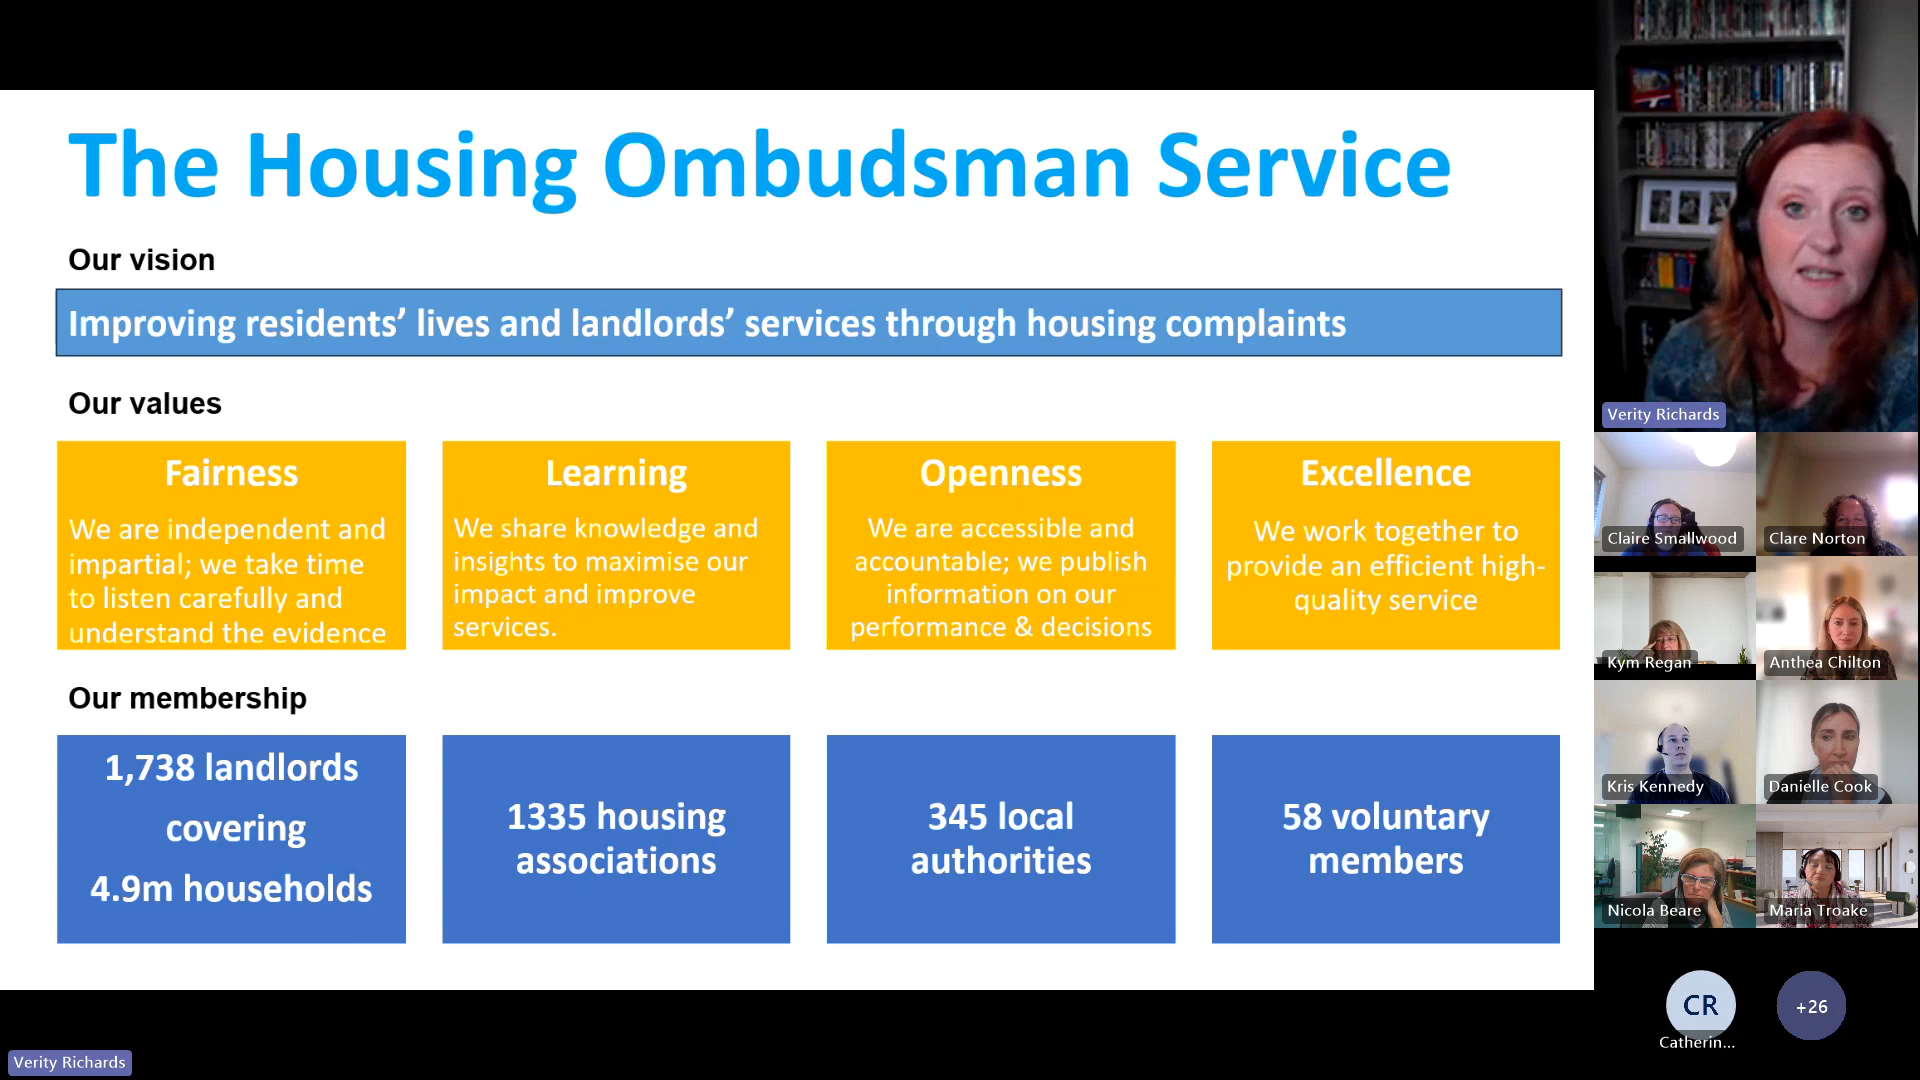 The Housing Ombudsman Service
Our vision
Improving residents’ lives and landlords’ services through housing complaints
Our values
Fairness
We are independent and
impartial; we take time
to listen carefully and
understand the evidence
Learning
We share knowledge and
insights to maximise our
impact and improve
services.
Openness
We are accessible and
accountable; we publish
information on our
performance & decisions
Excellence
We work together to
provide an efficient high-
quality service
Our membership
1,738 landlords
covering
4.9m households
1335 housing
associations
345 local
authorities
58 voluntary
members
Verity Richards
Verity Richards
Claire Smallwood
Clare Norton
Kym Regan
Anthea Chilton
Kris Kennedy
Danielle Cook
Nicola Beare
Maria Troake
CR
Catherin...
+26